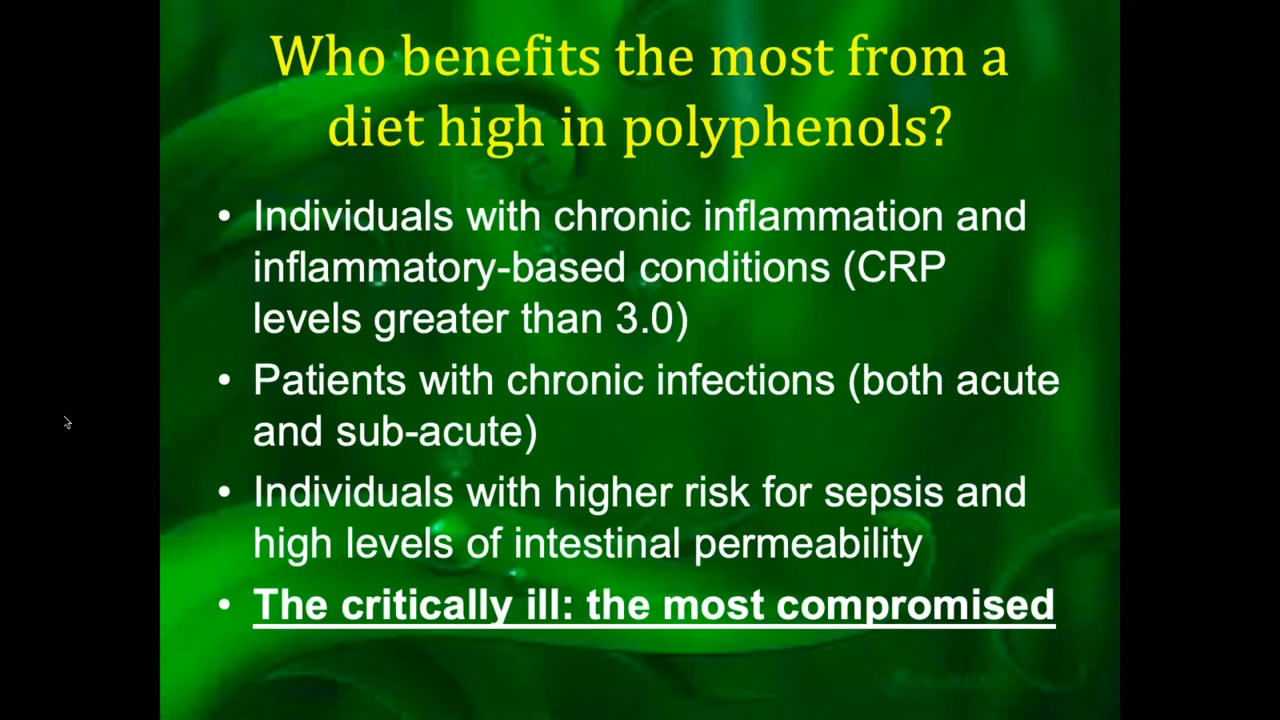 Who benefits the most from a
diet high in polyphenols?
• Individuals with chronic inflammation and
inflammatory-based conditions (CRP
levels greater than 3.0)
• Patients with chronic infections (both acute
and sub-acute)
• Individuals with higher risk for sepsis and
high levels of intestinal permeability
• The critically ill: the most compromised